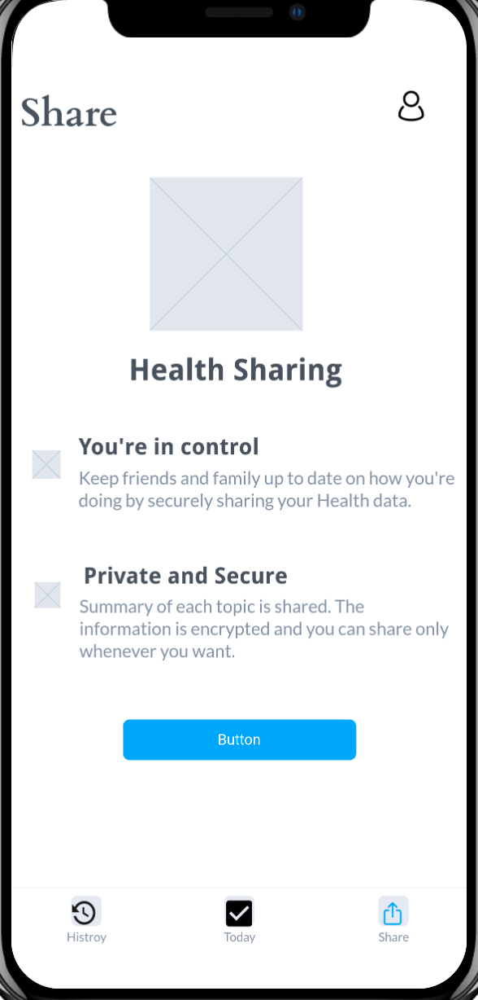 Share
Health Sharing
You're in control
Keep friends and family up to date on how you're
doing by securely sharing your Health data.
Private and Secure
Summary of each topic is shared. The
information is encrypted and you can share only
whenever you want.
Button
Histroy
Today
Share